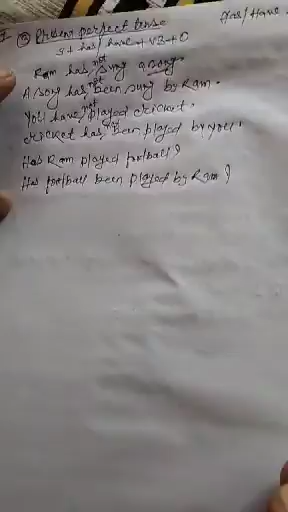 ③ Present perfect tense
Has/Have
S + has/have + V3 + O
Ram has not sung a song.
A song has not been sung by Ram.
You have not played cricket.
cricket has not been played by you.
Has Ram played football?
Has football been played by Ram?